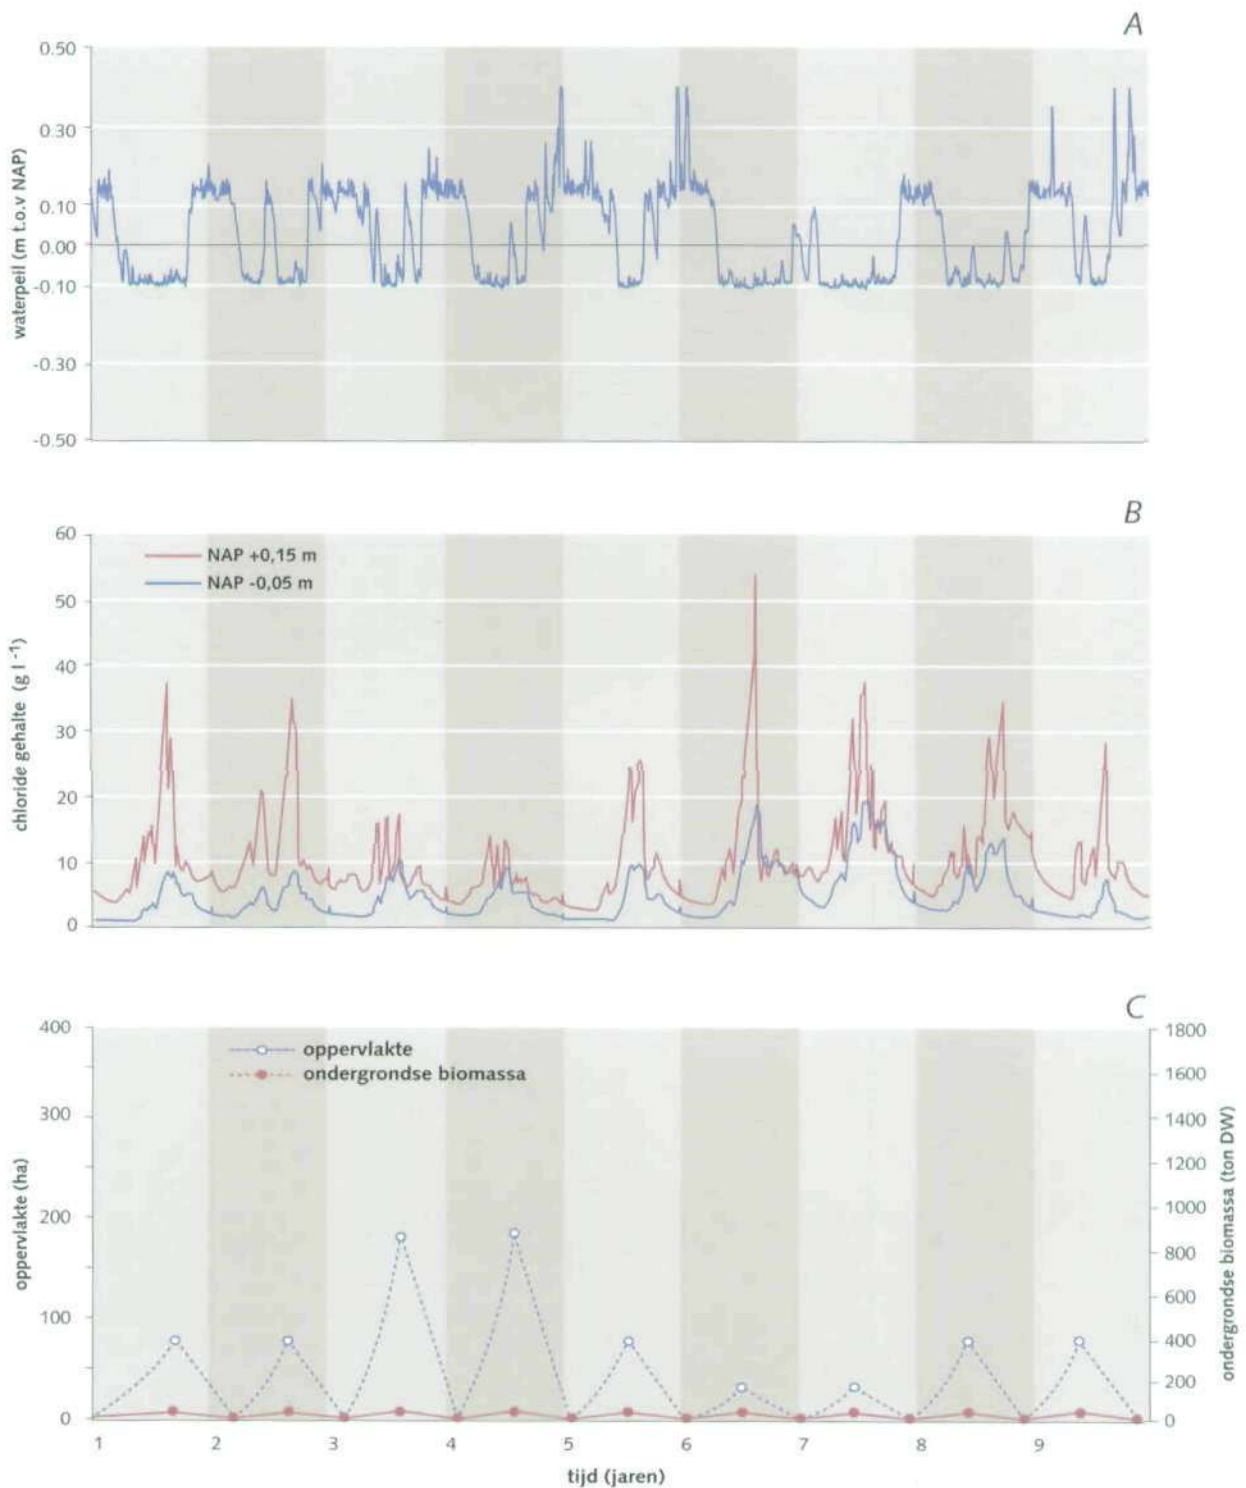 A
0.50
0.30
0.10
0.00
-0.10
-0.30
-0.50
waterpeil (m t.o.v NAP)
B
60
50
40
30
20
10
0
chloride gehalte (g l⁻¹)
NAP +0,15 m
NAP -0,05 m
C
400
300
200
100
0
oppervlakte (ha)
oppervlakte
ondergrondse biomassa
1800
1600
1400
1200
1000
800
600
400
200
0
ondergrondse biomassa (ton DW)
1 2 3 4 5 6 7 8 9
tijd (jaren)